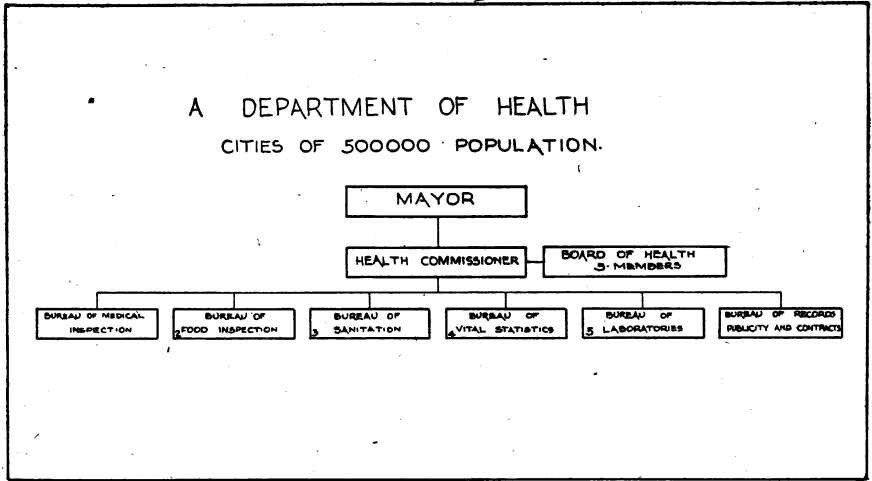 A DEPARTMENT OF HEALTH
CITIES OF 500000 POPULATION.
MAYOR
HEALTH COMMISSIONER
BOARD OF HEALTH
5 MEMBERS
BUREAU OF MEDICAL
INSPECTION
BUREAU OF
2 FOOD INSPECTION
BUREAU OF
3 SANITATION
BUREAU OF
4 VITAL STATISTICS
BUREAU OF
5 LABORATORIES
BUREAU OF RECORDS
PUBLICITY AND CONTRACTS